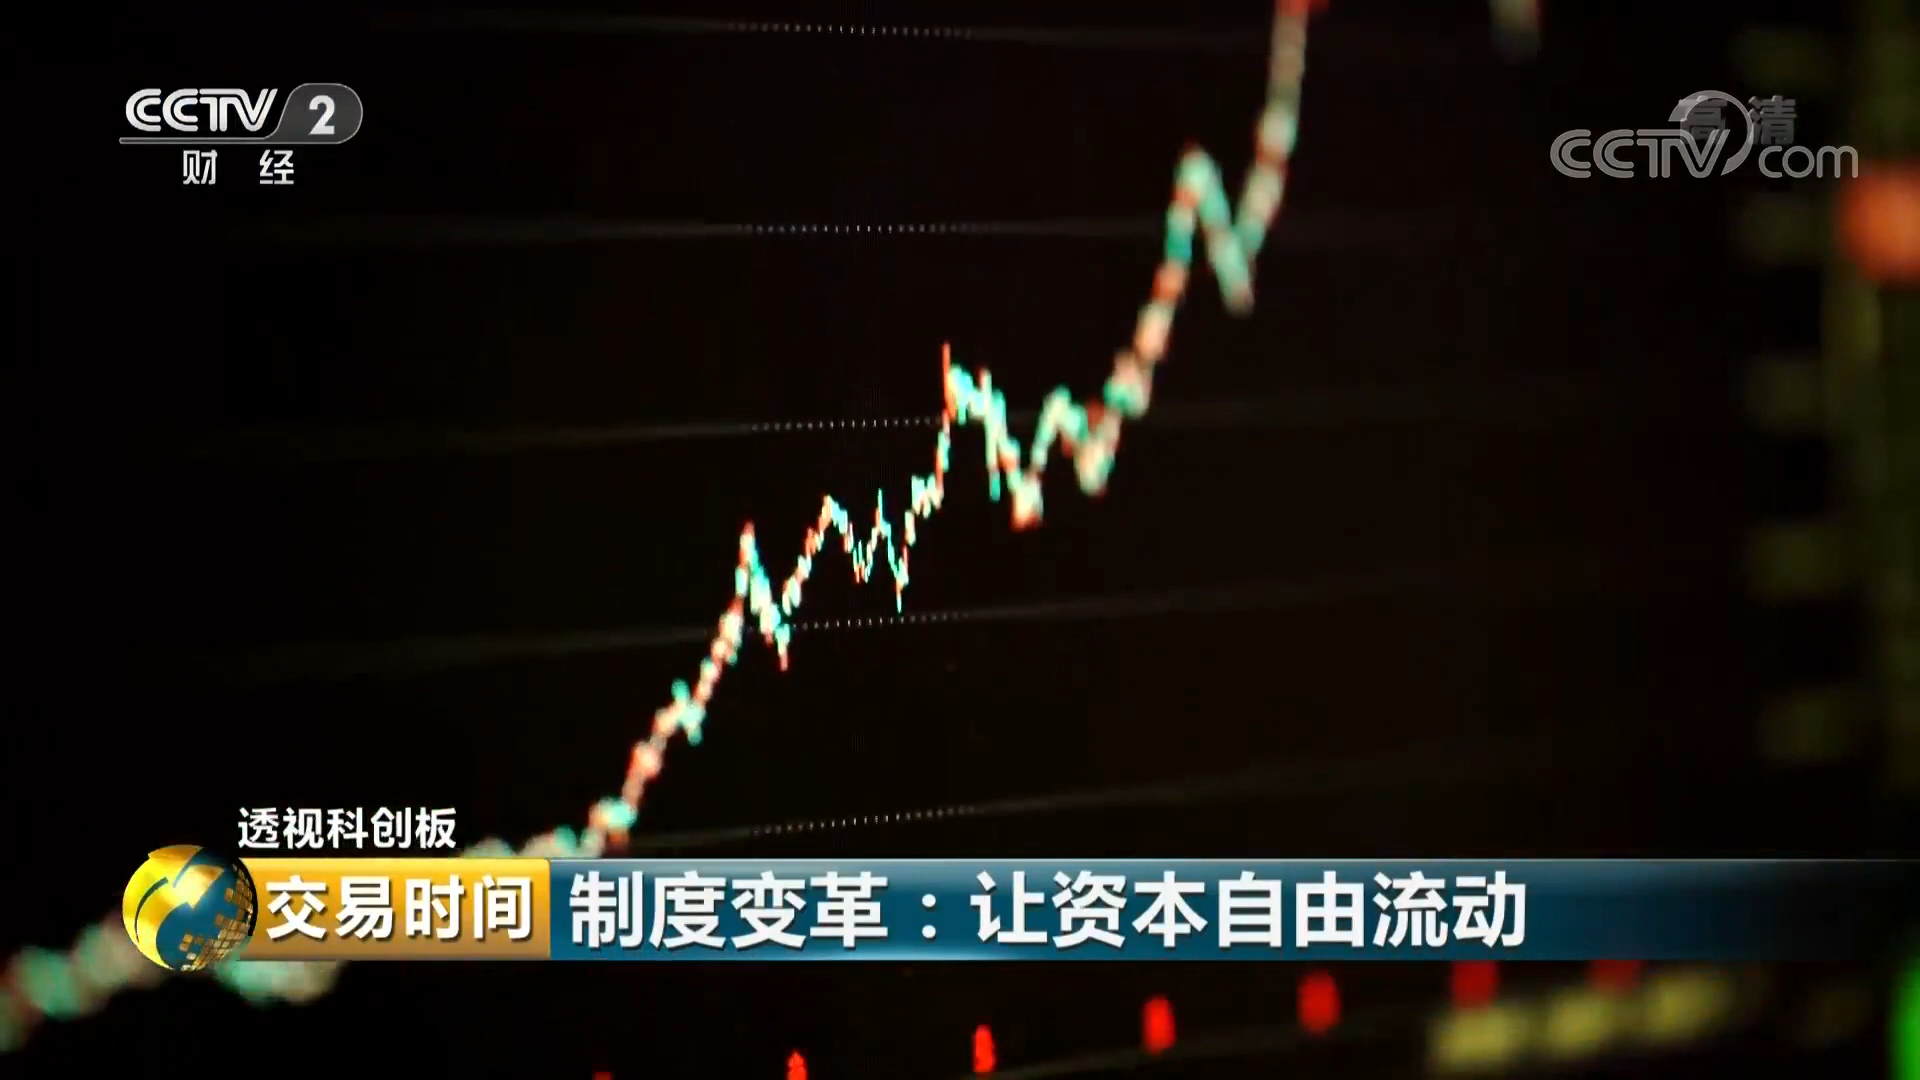 CCTV 2
财 经
高清
CCTV.com
透视科创板
交易时间
制度变革：让资本自由流动